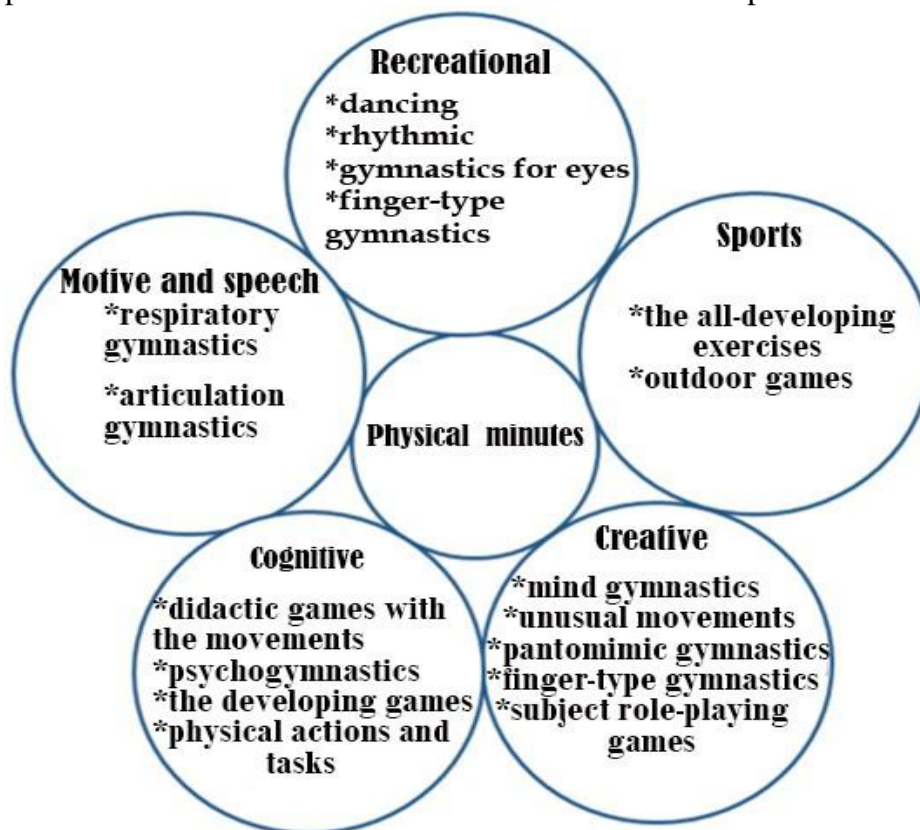 Recreational
*dancing
*rhythmic
*gymnastics for eyes
*finger-type
gymnastics
Motive and speech
*respiratory
gymnastics
*articulation
gymnastics
Sports
*the all-developing
exercises
*outdoor games
Physical minutes
Cognitive
*didactic games with
the movements
*psychogymnastics
*the developing games
*physical actions and
tasks
Creative
*mind gymnastics
*unusual movements
*pantomimic gymnastics
*finger-type gymnastics
*subject role-playing
games